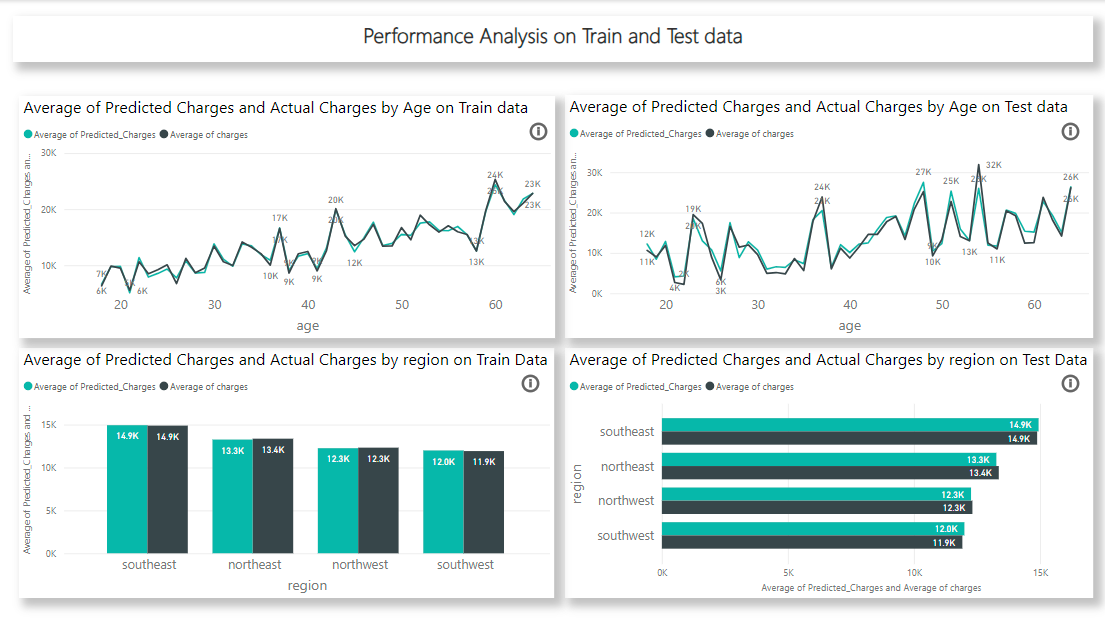 Performance Analysis on Train and Test data
Average of Predicted Charges and Actual Charges by Age on Train data
Average of Predicted_Charges Average of charges
Average of Predicted_Charges an...
30K
20K
10K
7K
6K
6K
17K
10K
9K
9K
20K
12K
13K
24K
23K
23K
20 30 40 50 60
age
Average of Predicted Charges and Actual Charges by Age on Test data
Average of Predicted_Charges Average of charges
Average of Predicted_Charges an...
30K
20K
10K
0K
12K
11K
4K
19K
3K
24K
6K
27K
25K
10K
13K
32K
11K
26K
20 30 40 50 60
age
Average of Predicted Charges and Actual Charges by region on Train Data
Average of Predicted_Charges Average of charges
Average of Predicted_Charges and ...
15K
10K
5K
0K
14.9K 14.9K 13.3K 13.4K 12.3K 12.3K 12.0K 11.9K
southeast northeast northwest southwest
region
Average of Predicted Charges and Actual Charges by region on Test Data
Average of Predicted_Charges Average of charges
region
southeast 14.9K
14.9K
northeast 13.3K
13.4K
northwest 12.3K
12.3K
southwest 12.0K
11.9K
0K 5K 10K 15K
Average of Predicted_Charges and Average of charges